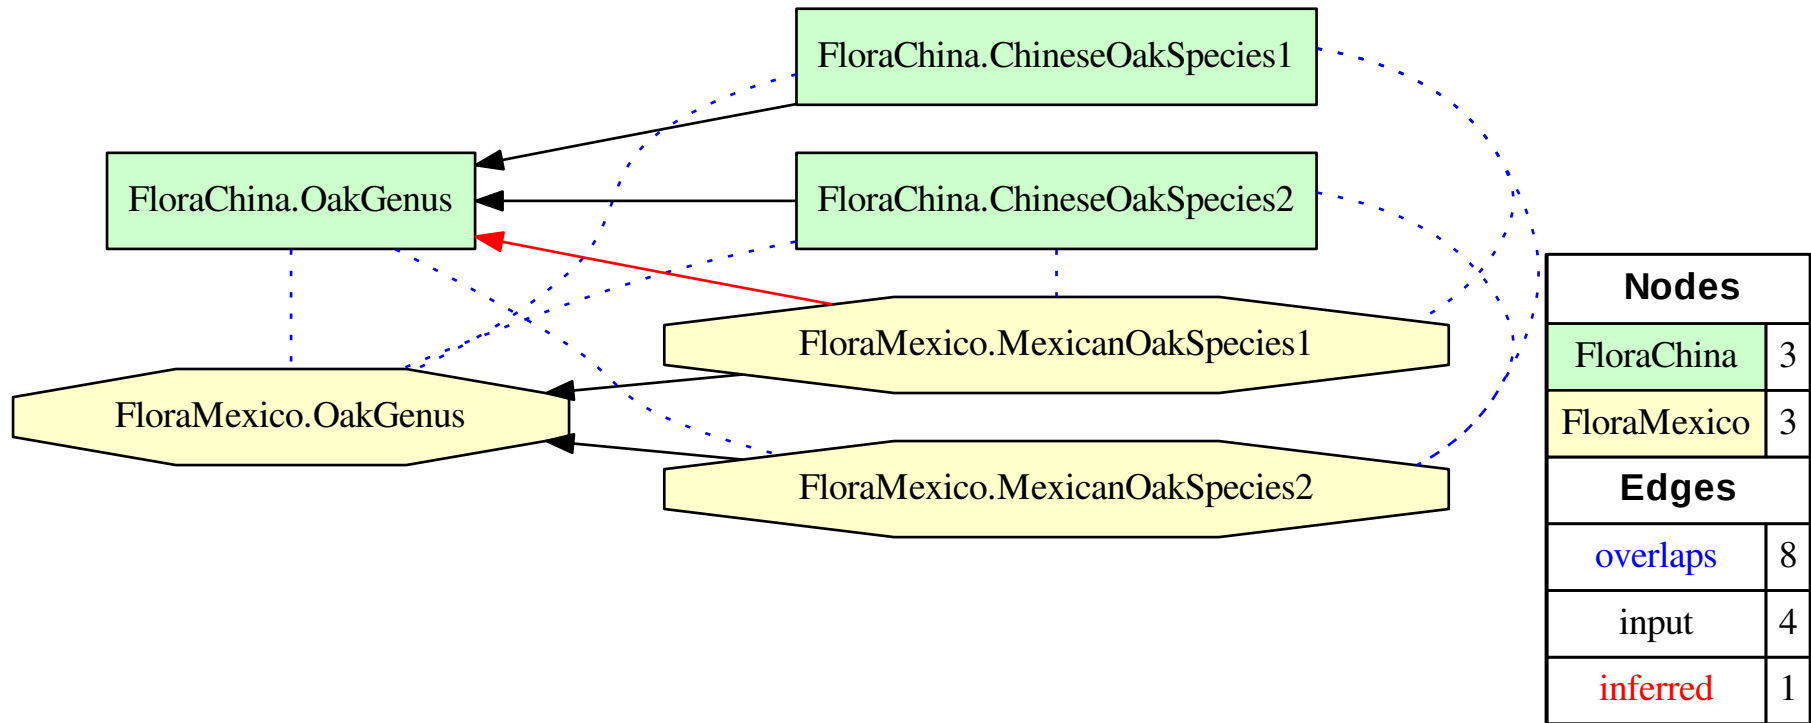 FloraChina.ChineseOakSpecies1
FloraChina.OakGenus
FloraChina.ChineseOakSpecies2
FloraMexico.MexicanOakSpecies1
FloraMexico.OakGenus
FloraMexico.MexicanOakSpecies2
Nodes
FloraChina 3
FloraMexico 3
Edges
overlaps 8
input 4
inferred 1